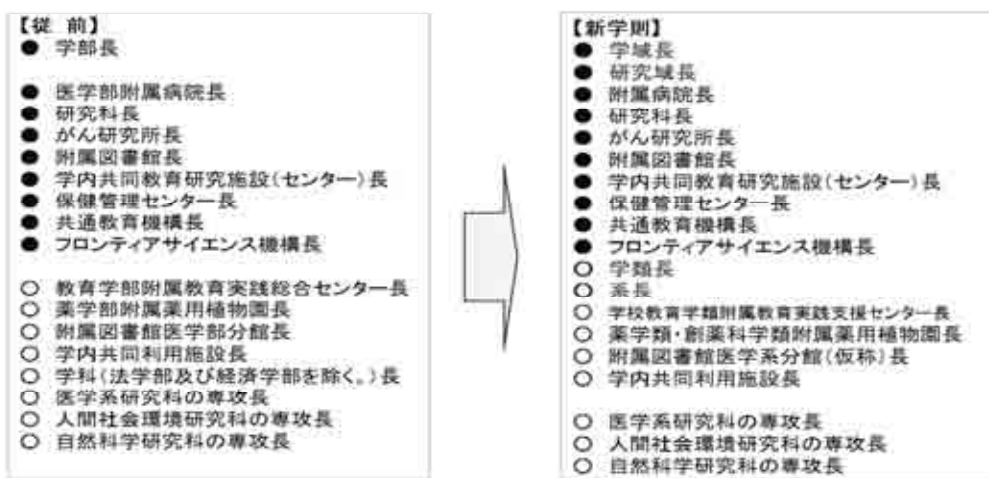 【従 前】
● 学部長
● 医学部附属病院長
● 研究科長
● がん研究所長
● 附属図書館長
● 学内共同教育研究施設(センター)長
● 保健管理センター長
● 共通教育機構長
● フロンティアサイエンス機構長
○ 教育学部附属教育実践総合センター長
○ 薬学部附属薬用植物園長
○ 附属図書館医学部分館長
○ 学内共同利用施設長
○ 学科(法学部及び経済学部を除く。)長
○ 医学系研究科の専攻長
○ 人間社会環境研究科の専攻長
○ 自然科学研究科の専攻長
【新学則】
● 学域長
● 研究域長
● 附属病院長
● 研究科長
● がん研究所長
● 附属図書館長
● 学内共同教育研究施設(センター)長
● 保健管理センター長
● 共通教育機構長
● フロンティアサイエンス機構長
○ 学類長
○ 系長
○ 学校教育学類附属教育実践支援センター長
○ 薬学類・創薬科学類附属薬用植物園長
○ 附属図書館医学系分館(仮称)長
○ 学内共同利用施設長
○ 医学系研究科の専攻長
○ 人間社会環境研究科の専攻長
○ 自然科学研究科の専攻長